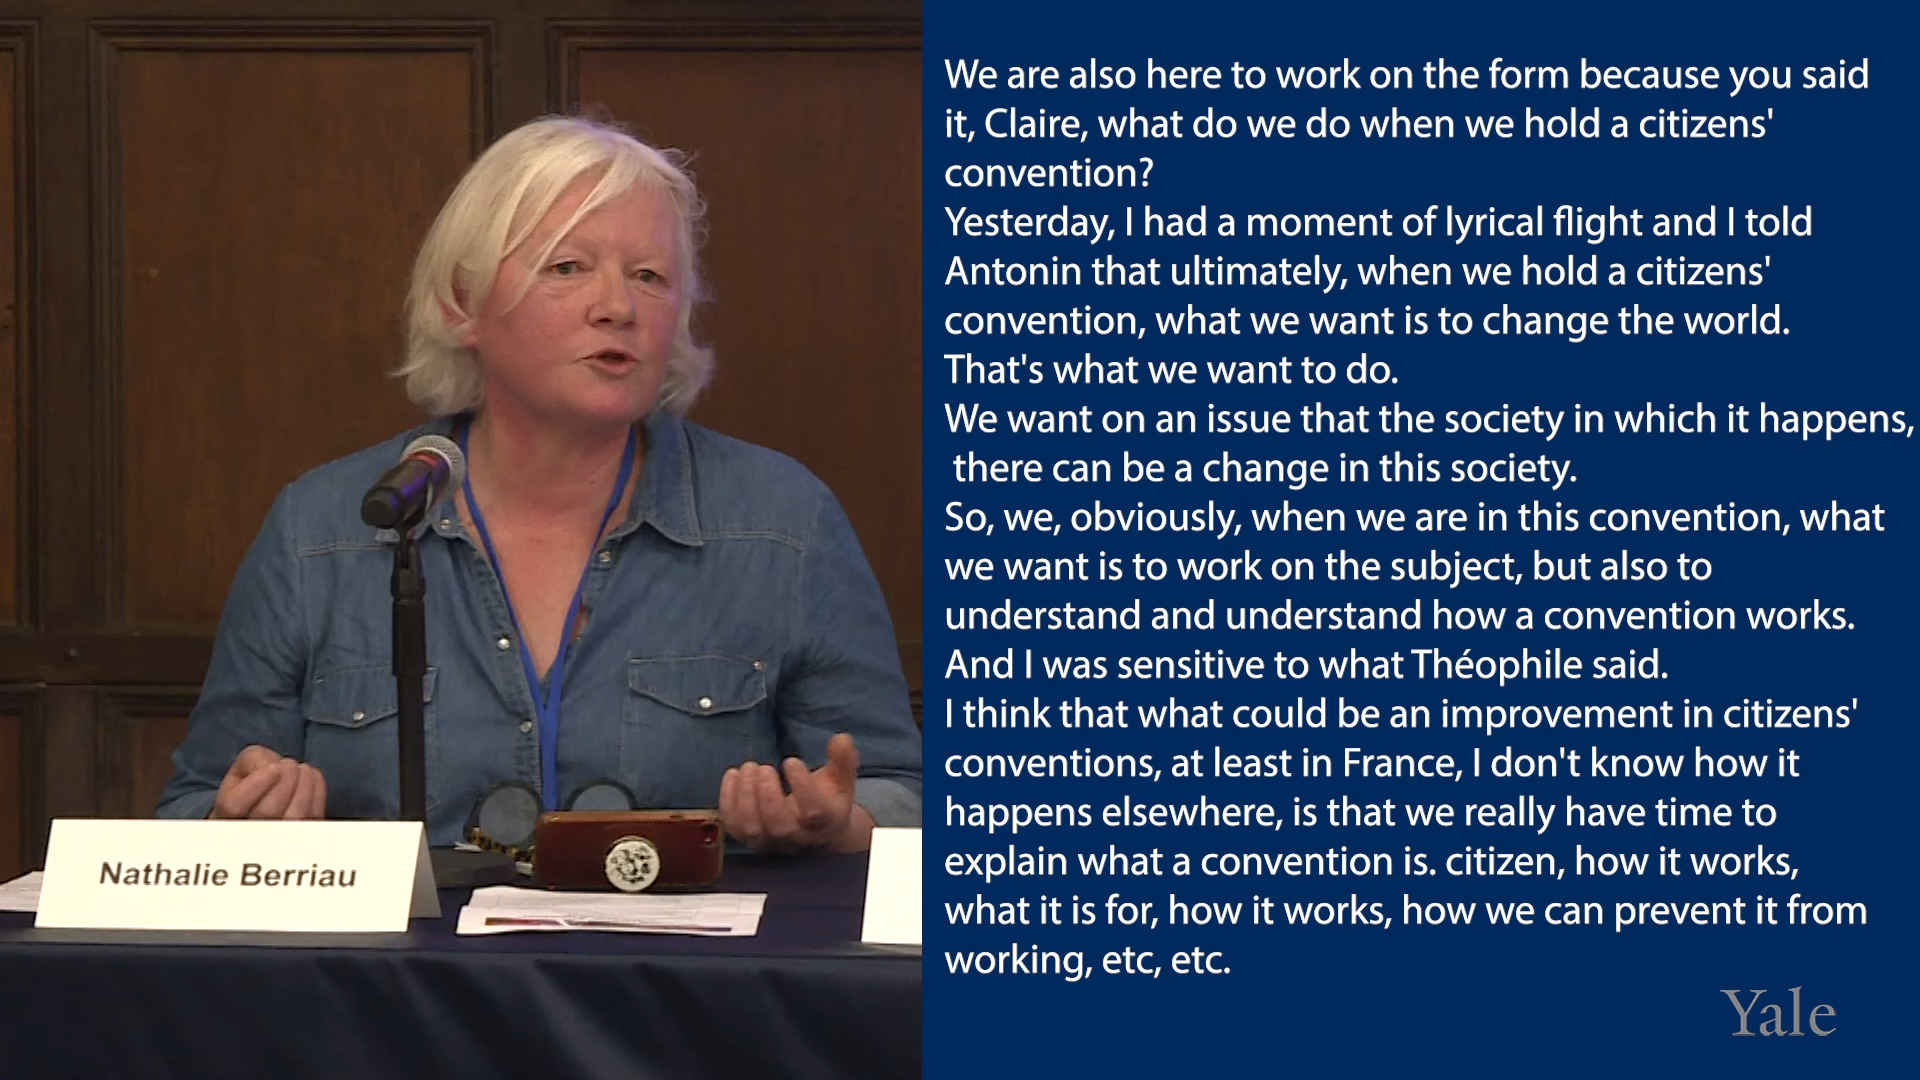 We are also here to work on the form because you said
it, Claire, what do we do when we hold a citizens'
convention?
Yesterday, I had a moment of lyrical flight and I told
Antonin that ultimately, when we hold a citizens'
convention, what we want is to change the world.
That's what we want to do.
We want on an issue that the society in which it happens,
there can be a change in this society.
So, we, obviously, when we are in this convention, what
we want is to work on the subject, but also to
understand and understand how a convention works.
And I was sensitive to what Théophile said.
I think that what could be an improvement in citizens'
conventions, at least in France, I don't know how it
happens elsewhere, is that we really have time to
explain what a convention is. citizen, how it works,
what it is for, how it works, how we can prevent it from
working, etc, etc.
Yale
Nathalie Berriau